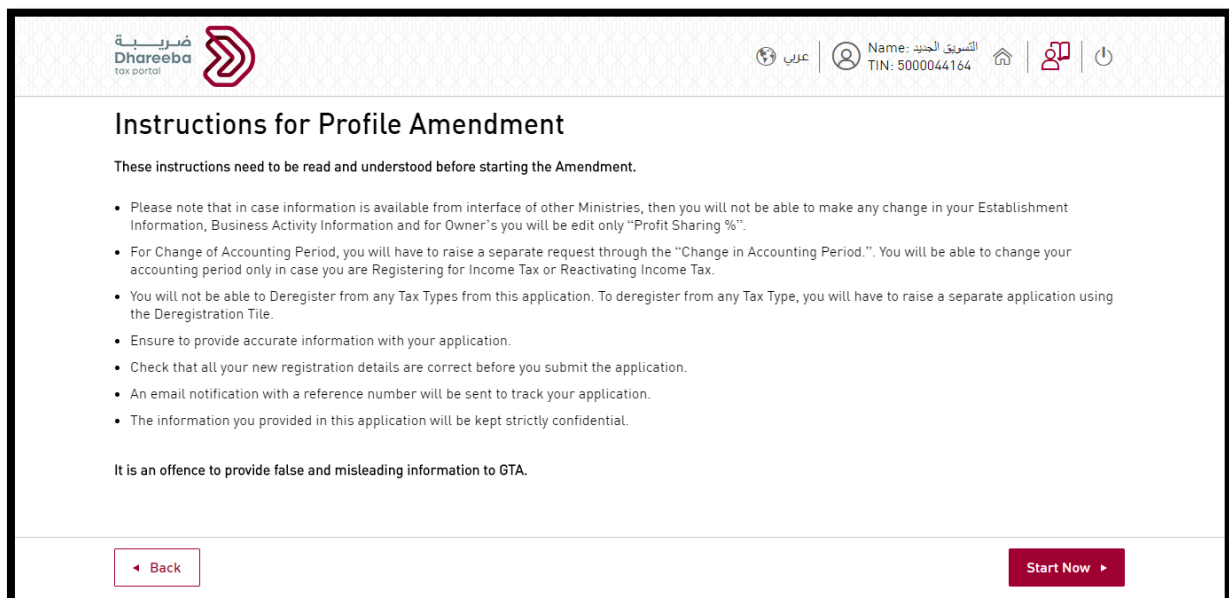 ضريبة
Dhareeba
tax portal
عربي
Name: التسويق الجديد
TIN: 5000044164
Instructions for Profile Amendment
These instructions need to be read and understood before starting the Amendment.
• Please note that in case information is available from interface of other Ministries, then you will not be able to make any change in your Establishment
Information, Business Activity Information and for Owner's you will be edit only “Profit Sharing %”.
• For Change of Accounting Period, you will have to raise a separate request through the “Change in Accounting Period.”. You will be able to change your
accounting period only in case you are Registering for Income Tax or Reactivating Income Tax.
• You will not be able to Deregister from any Tax Types from this application. To deregister from any Tax Type, you will have to raise a separate application using
the Deregistration Tile.
• Ensure to provide accurate information with your application.
• Check that all your new registration details are correct before you submit the application.
• An email notification with a reference number will be sent to track your application.
• The information you provided in this application will be kept strictly confidential.
It is an offence to provide false and misleading information to GTA.
Back
Start Now